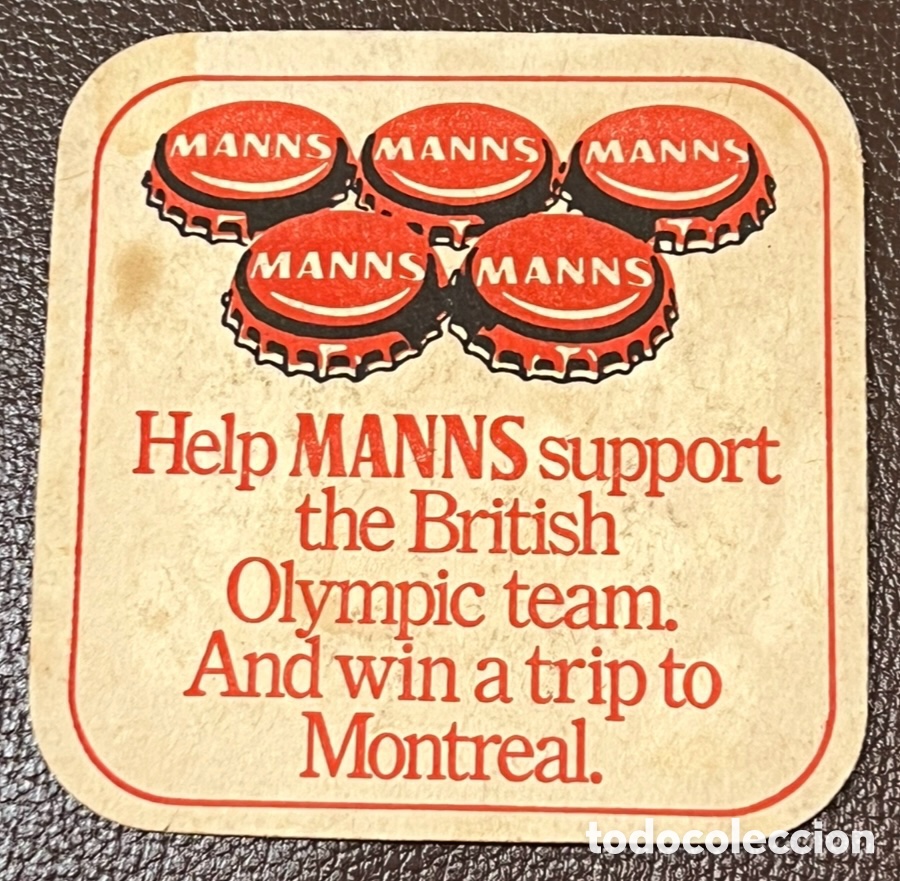 MANNS MANNS MANNS
MANNS MANNS
Help MANNS support
the British
Olympic team.
And win a trip to
Montreal.
todocoleccion